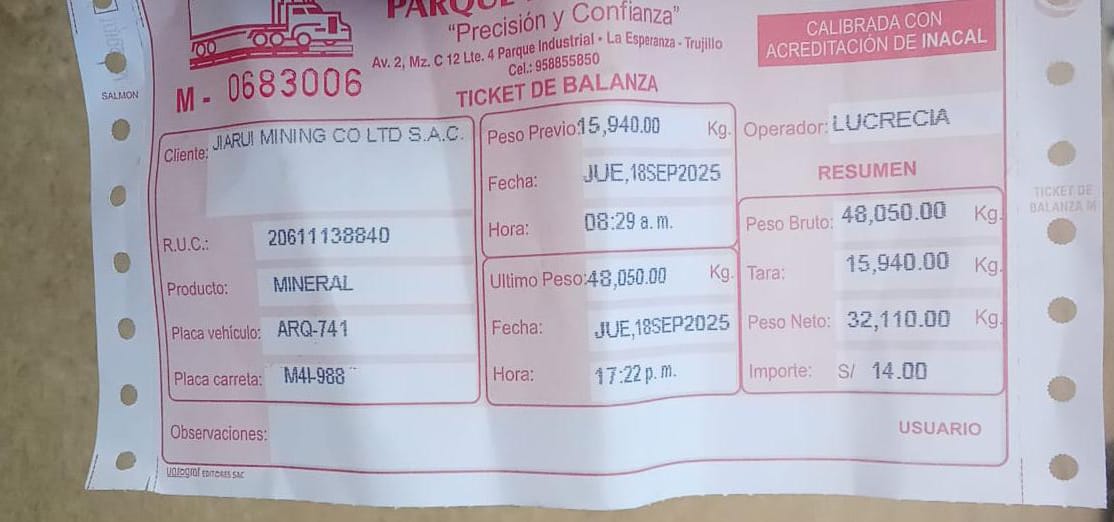 PARQUE
"Precisión y Confianza"
Av. 2, Mz. C 12 Lte. 4 Parque Industrial - La Esperanza - Trujillo
Cel.: 958855850
CALIBRADA CON
ACREDITACIÓN DE INACAL
SALMON
M - 0683006
TICKET DE BALANZA
Cliente: JIARUI MINING CO LTD S.A.C.
R.U.C.: 20611138840
Producto: MINERAL
Placa vehículo: ARQ-741
Placa carreta: M4I-988
Peso Previo: 15,940.00 Kg.
Fecha: JUE,18SEP2025
Hora: 08:29 a.m.
Ultimo Peso: 48,050.00 Kg.
Fecha: JUE,18SEP2025
Hora: 17:22 p.m.
Operador: LUCRECIA
RESUMEN
Peso Bruto: 48,050.00 Kg.
Tara: 15,940.00 Kg.
Peso Neto: 32,110.00 Kg.
Importe: S/ 14.00
TICKET DE
BALANZA M
Observaciones:
USUARIO
EDITORES SAC